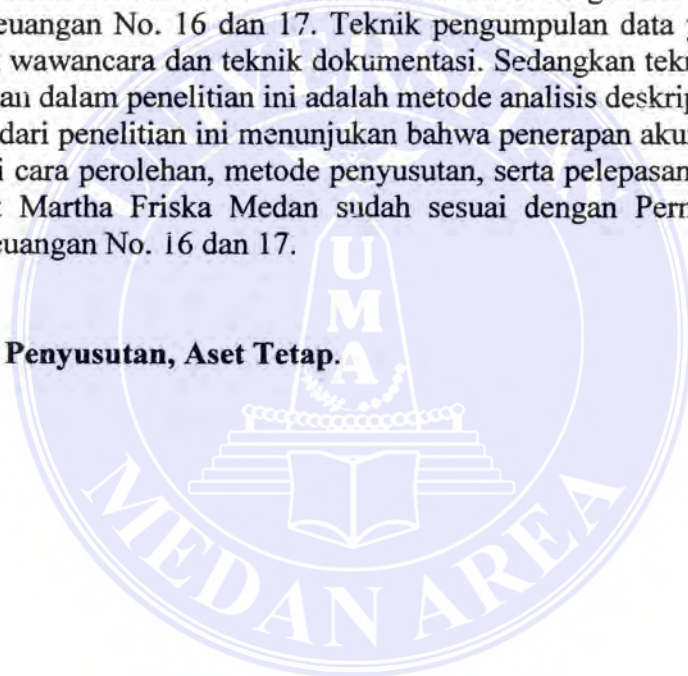 euangan No. 16 dan 17. Teknik pengumpulan data
wawancara dan teknik dokumentasi. Sedangkan tekn
an dalam penelitian ini adalah metode analisis deskrip
dari penelitian ini menunjukan bahwa penerapan aku
i cara perolehan, metode penyusutan, serta pelepasan
Martha Friska Medan sudah sesuai dengan Pern
euangan No. 16 dan 17.
Penyusutan, Aset Tetap.
UNIVERSITAS
UMA
MEDAN AREA